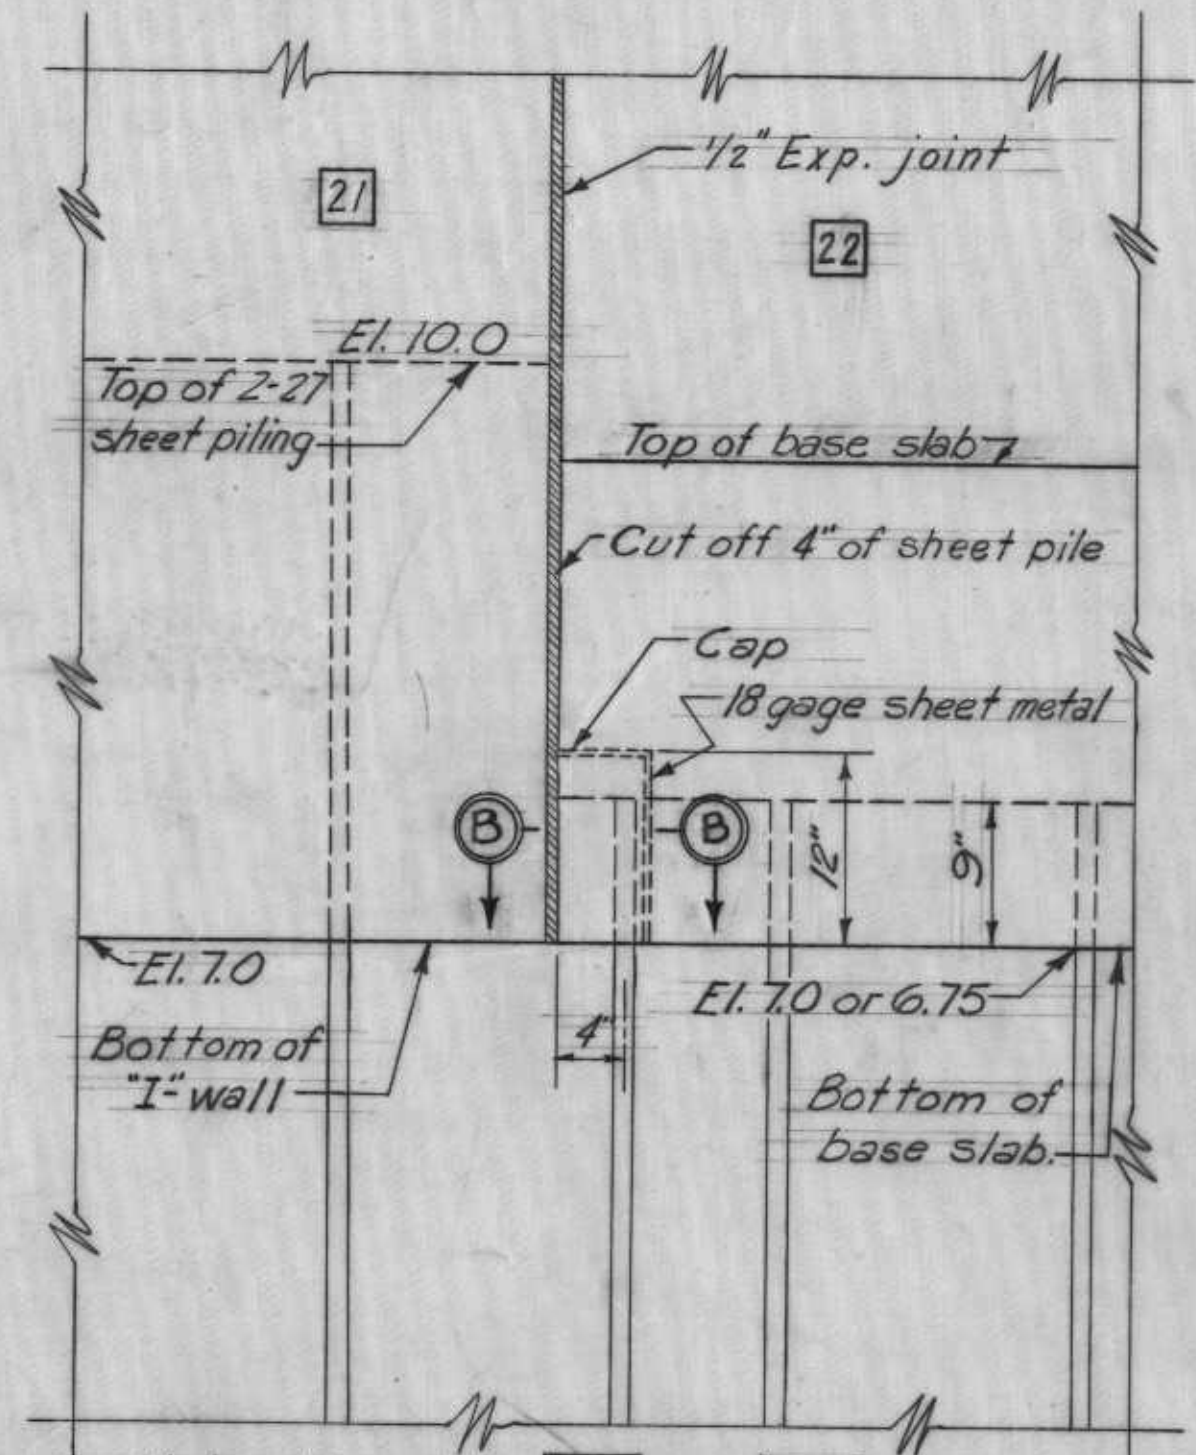 1/2" Exp. joint
21
22
El. 10.0
Top of Z-27
sheet piling
Top of base slab
Cut off 4" of sheet pile
Cap
18 gage sheet metal
B
B
12"
9"
El. 7.0
El. 7.0 or 6.75
4"
Bottom of
"I-" wall
Bottom of
base slab.